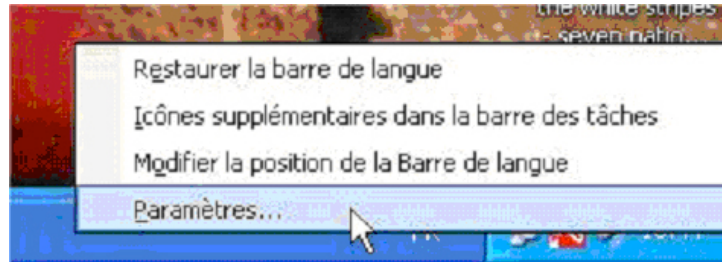 the white stripes
- seven natio...
Restaurer la barre de langue
Icônes supplémentaires dans la barre des tâches
Modifier la position de la Barre de langue
Paramètres...